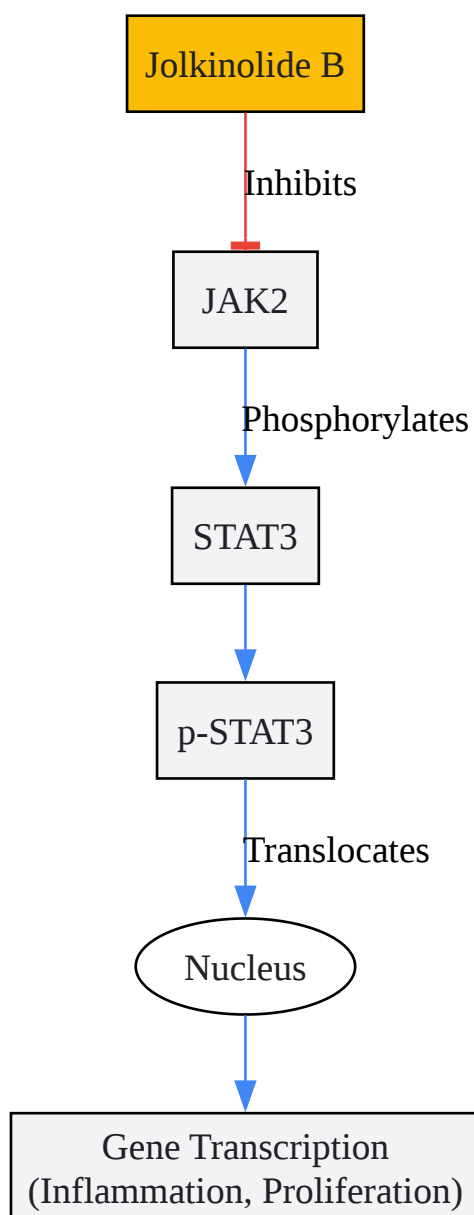 Jolkinolide B
Inhibits
JAK2
Phosphorylates
STAT3
p-STAT3
Translocates
Nucleus
Gene Transcription
(Inflammation, Proliferation)